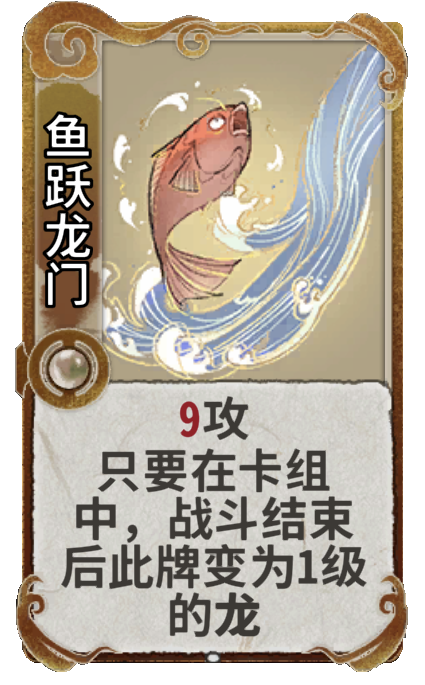 鱼跃龙门
9攻
只要在卡组
中，战斗结束
后此牌变为1级
的龙